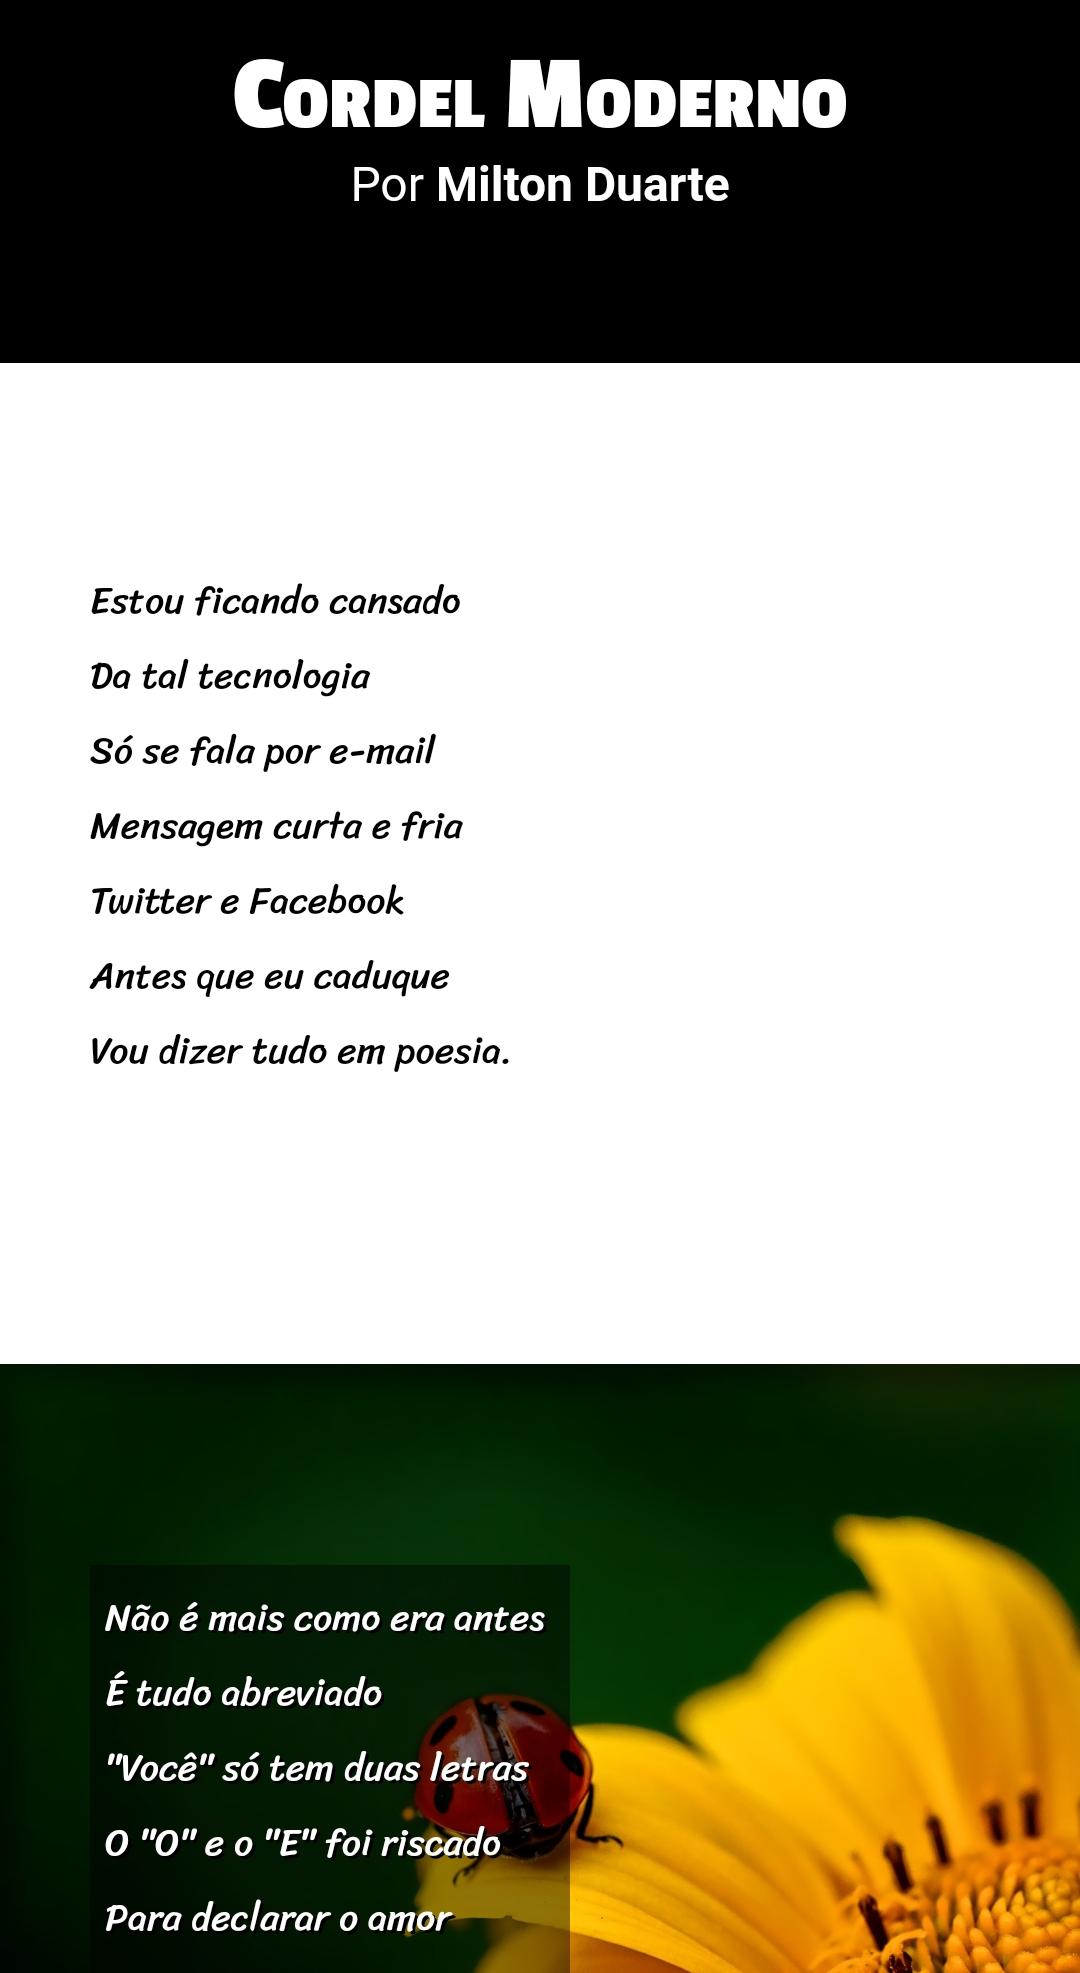 Cordel Moderno
Por Milton Duarte
Estou ficando cansado
Da tal tecnologia
Só se fala por e-mail
Mensagem curta e fria
Twitter e Facebook
Antes que eu caduque
Vou dizer tudo em poesia.
Não é mais como era antes
É tudo abreviado
"Você" só tem duas letras
O "O" e o "E" foi riscado
Para declarar o amor